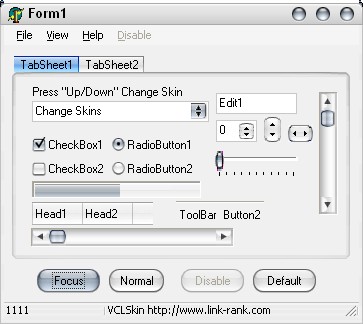 Form1
File View Help Disable
TabSheet1 TabSheet2
Press "Up/Down" Change Skin
Edit1
Change Skins
0
CheckBox1 RadioButton1
CheckBox2 RadioButton2
Head1 Head2 ToolBar Button2
Focus Normal Disable Default
1111 VCLSkin http://www.link-rank.com